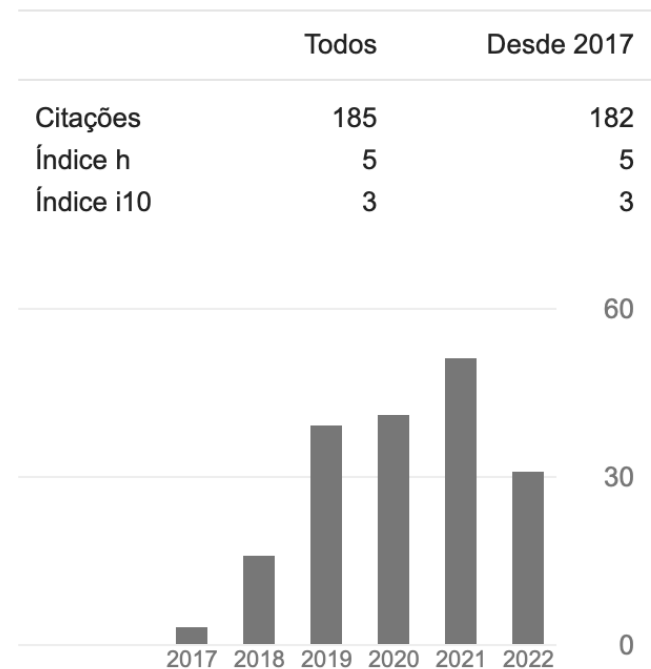 Todos Desde 2017
Citações 185 182
Índice h 5 5
Índice i10 3 3
60
30
0
2017 2018 2019 2020 2021 2022